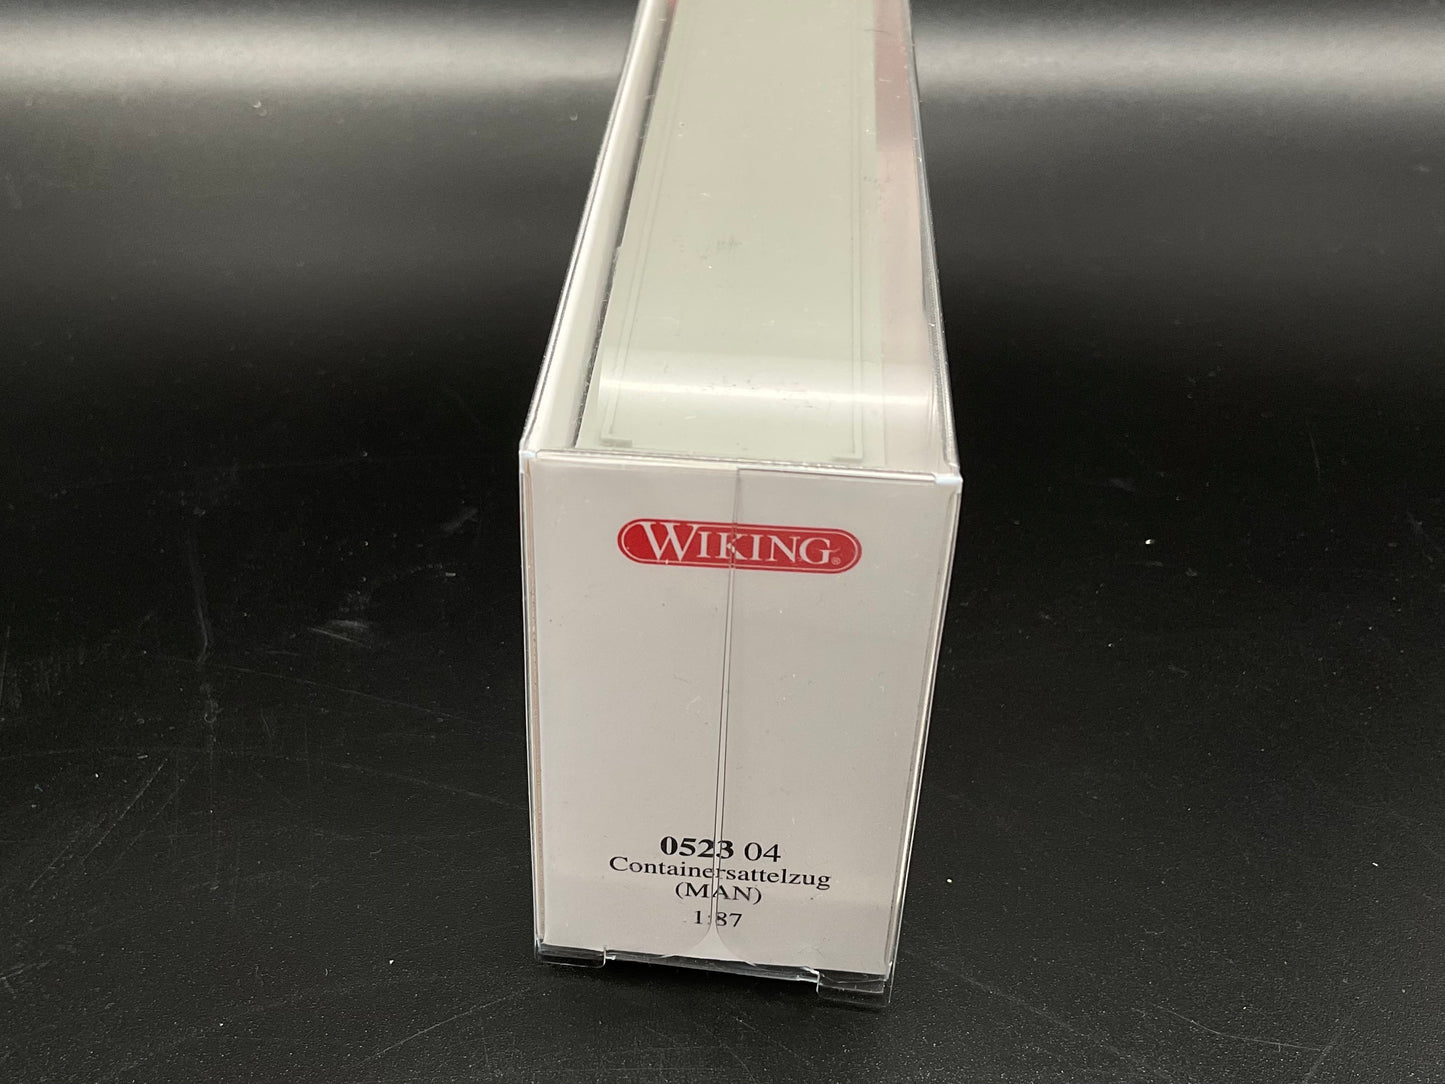 WIKING®
0523 04
Containersattelzug
(MAN)
1:87